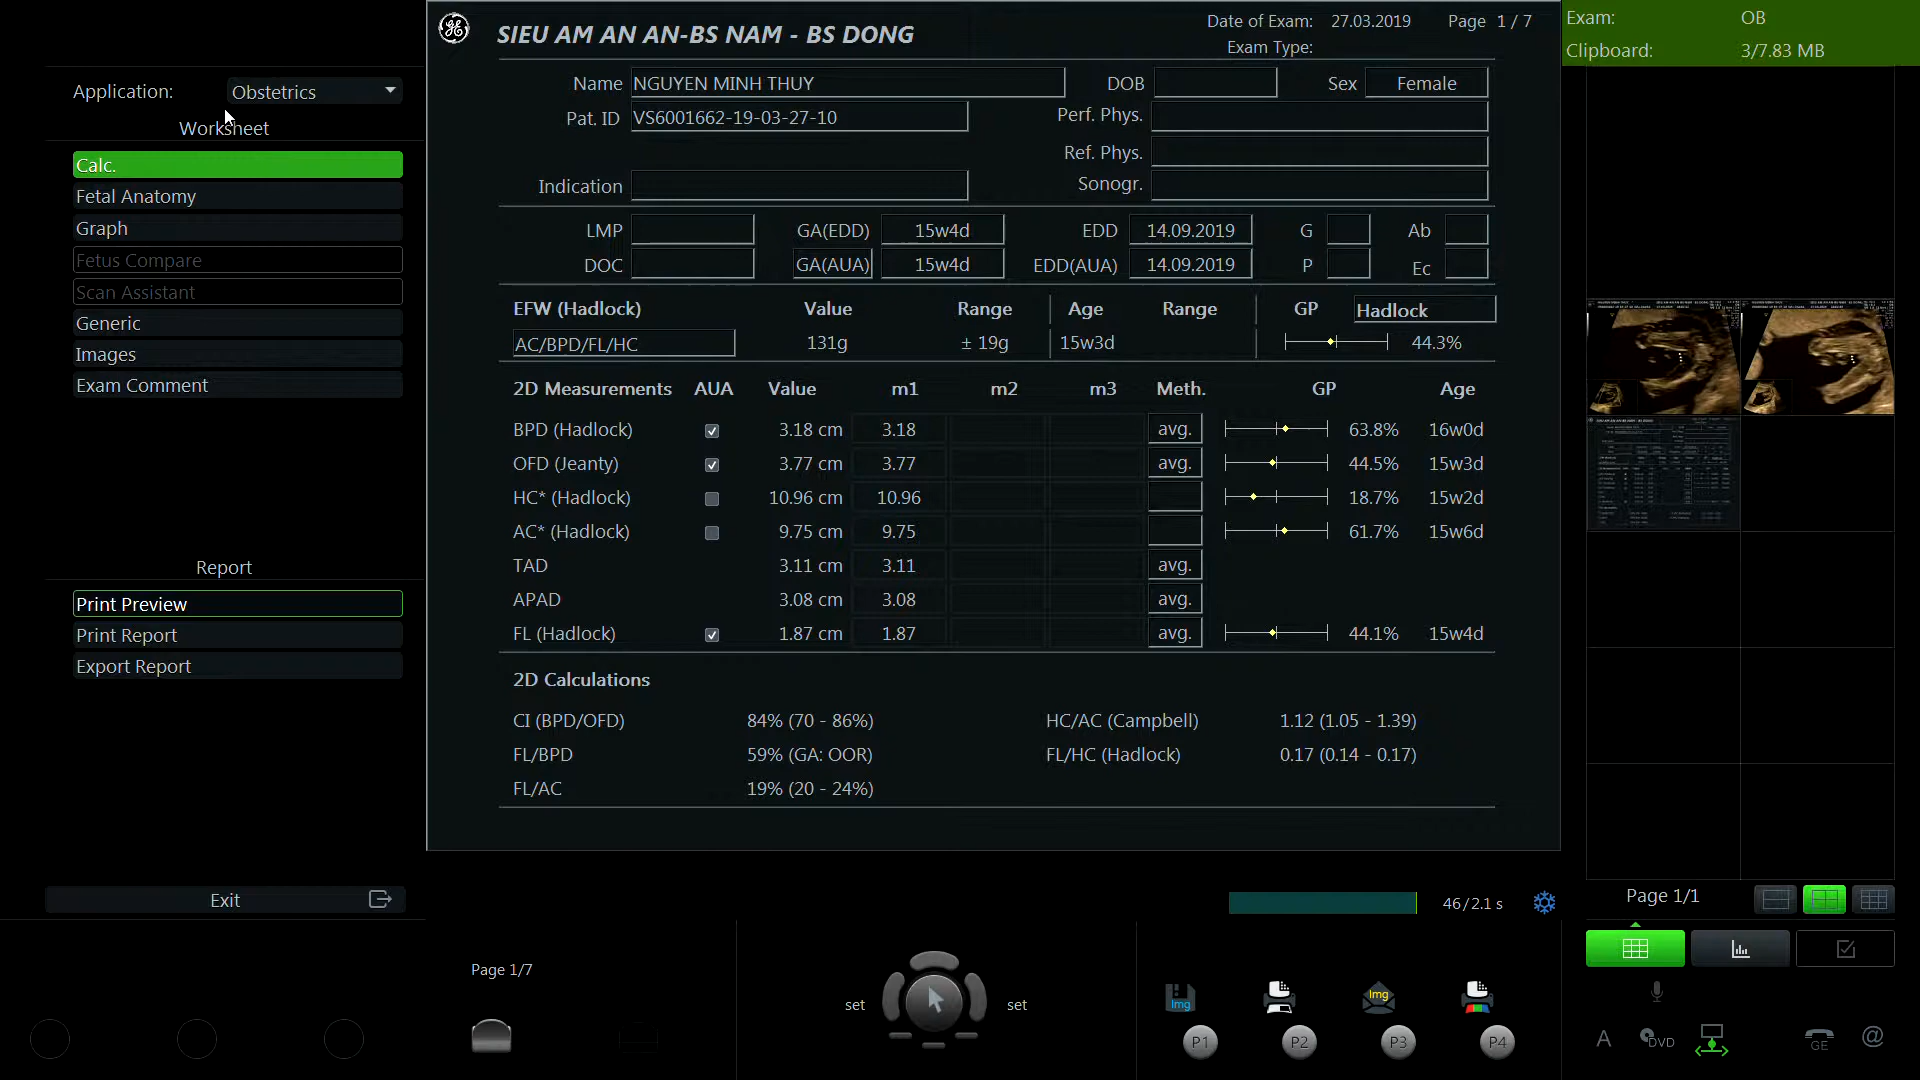 SIEU AM AN AN-BS NAM - BS DONG
Date of Exam: 27.03.2019 Page 1 / 7
Exam Type:
Exam: OB
Clipboard: 3/7.83 MB
Application: Obstetrics
Worksheet
Calc.
Fetal Anatomy
Graph
Fetus Compare
Scan Assistant
Generic
Images
Exam Comment
Report
Print Preview
Print Report
Export Report
Exit
Name NGUYEN MINH THUY DOB Sex Female
Pat. ID VS6001662-19-03-27-10 Perf. Phys.
Ref. Phys.
Indication Sonogr.
LMP GA(EDD) 15w4d EDD 14.09.2019 G Ab
DOC GA(AUA) 15w4d EDD(AUA) 14.09.2019 P Ec
EFW (Hadlock) Value Range Age Range GP Hadlock
AC/BPD/FL/HC 131g ± 19g 15w3d 44.3%
2D Measurements AUA Value m1 m2 m3 Meth. GP Age
BPD (Hadlock) 3.18 cm 3.18 avg. 63.8% 16w0d
OFD (Jeanty) 3.77 cm 3.77 avg. 44.5% 15w3d
HC* (Hadlock) 10.96 cm 10.96 18.7% 15w2d
AC* (Hadlock) 9.75 cm 9.75 61.7% 15w6d
TAD 3.11 cm 3.11 avg.
APAD 3.08 cm 3.08 avg.
FL (Hadlock) 1.87 cm 1.87 avg. 44.1% 15w4d
2D Calculations
CI (BPD/OFD) 84% (70 - 86%) HC/AC (Campbell) 1.12 (1.05 - 1.39)
FL/BPD 59% (GA: OOR) FL/HC (Hadlock) 0.17 (0.14 - 0.17)
FL/AC 19% (20 - 24%)
46/2.1 s
Page 1/1
Page 1/7
set set
Img Img
P1 P2 P3 P4
A DVD GE @